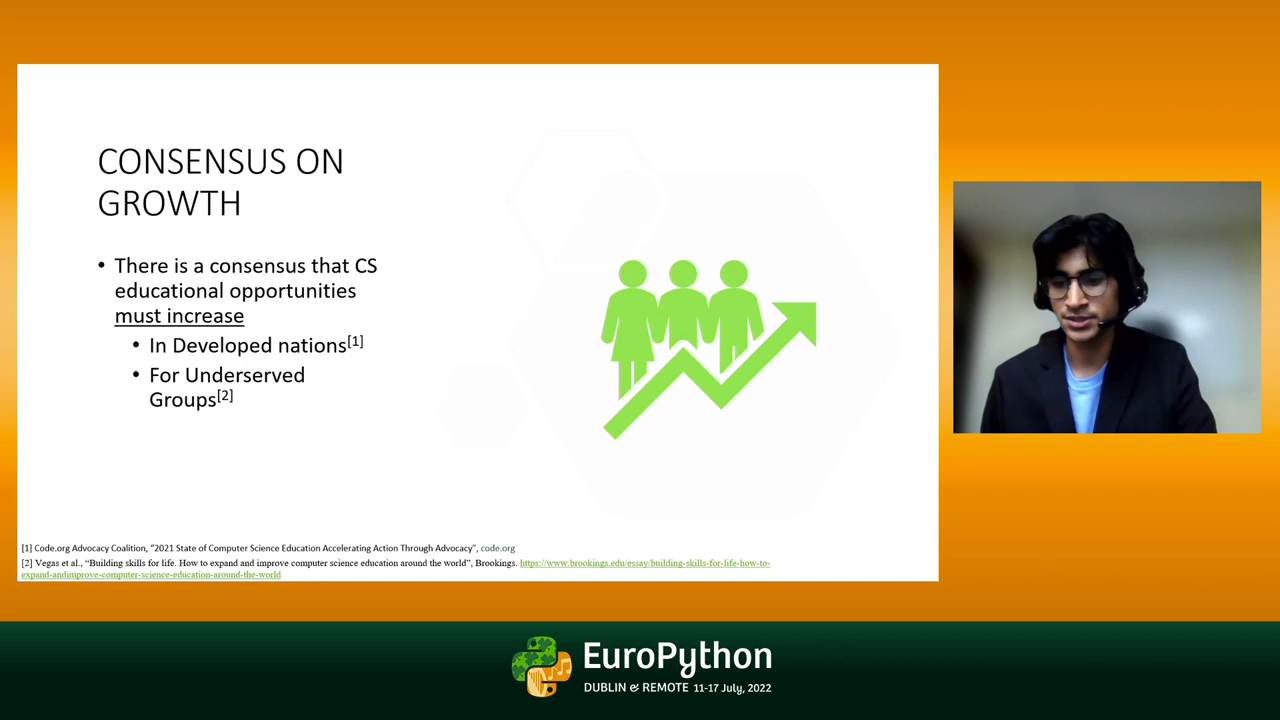 CONSENSUS ON
GROWTH
• There is a consensus that CS
educational opportunities
must increase
• In Developed nations[1]
• For Underserved
Groups[2]
[1] Code.org Advocacy Coalition, “2021 State of Computer Science Education Accelerating Action Through Advocacy”, code.org
[2] Vegas et al., “Building skills for life. How to expand and improve computer science education around the world”, Brookings. https://www.brookings.edu/essay/building-skills-for-life-how-to-
expand-andimprove-computer-science-education-around-the-world
EuroPython
DUBLIN & REMOTE 11-17 July, 2022